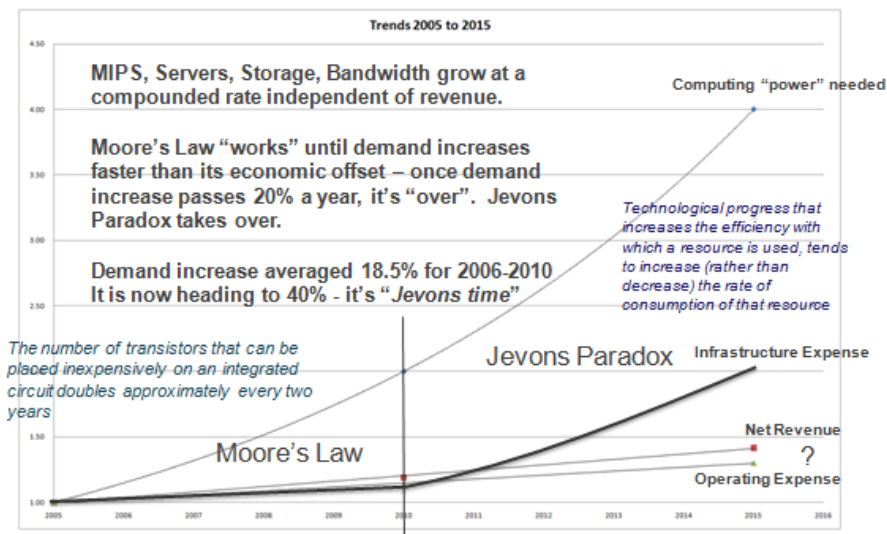 Trends 2005 to 2015
4.50
MIPS, Servers, Storage, Bandwidth grow at a
compounded rate independent of revenue.
Computing “power” needed
4.00
Moore’s Law “works” until demand increases
faster than its economic offset – once demand
increase passes 20% a year, it’s “over”. Jevons
Paradox takes over.
3.50
Technological progress that
increases the efficiency with
which a resource is used, tends
to increase (rather than
decrease) the rate of
consumption of that resource
3.00
Demand increase averaged 18.5% for 2006-2010
It is now heading to 40% - it’s “Jevons time”
2.50
The number of transistors that can be
placed inexpensively on an integrated
circuit doubles approximately every two
years
Jevons Paradox
Infrastructure Expense
1.50
Moore’s Law
Net Revenue
?
Operating Expense
1.00
2005 2006 2007 2008 2009 2010 2011 2012 2013 2014 2015 2016